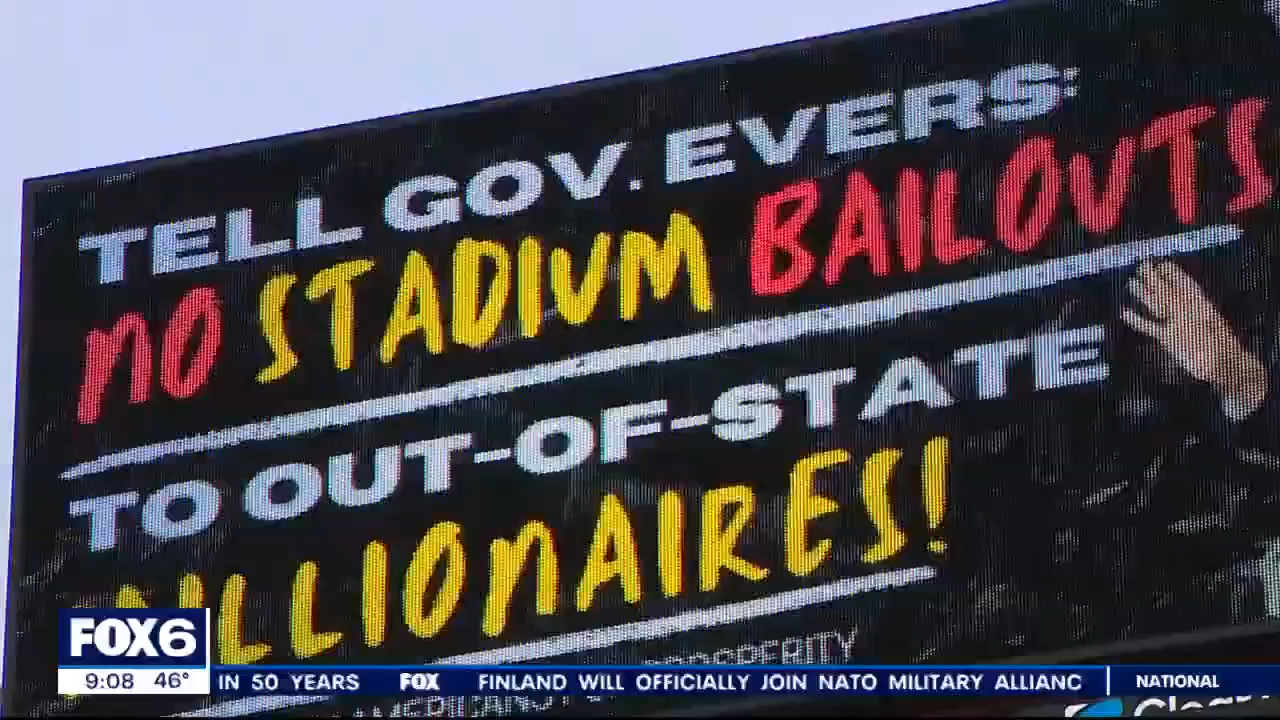 TELL GOV. EVERS:
NO STADIUM BAILOUTS
TO OUT-OF-STATE
ILLIONAIRES!
PROSPERITY
FOX6
9:08 46°
IN 50 YEARS FOX FINLAND WILL OFFICIALLY JOIN NATO MILITARY ALLIANC
NATIONAL